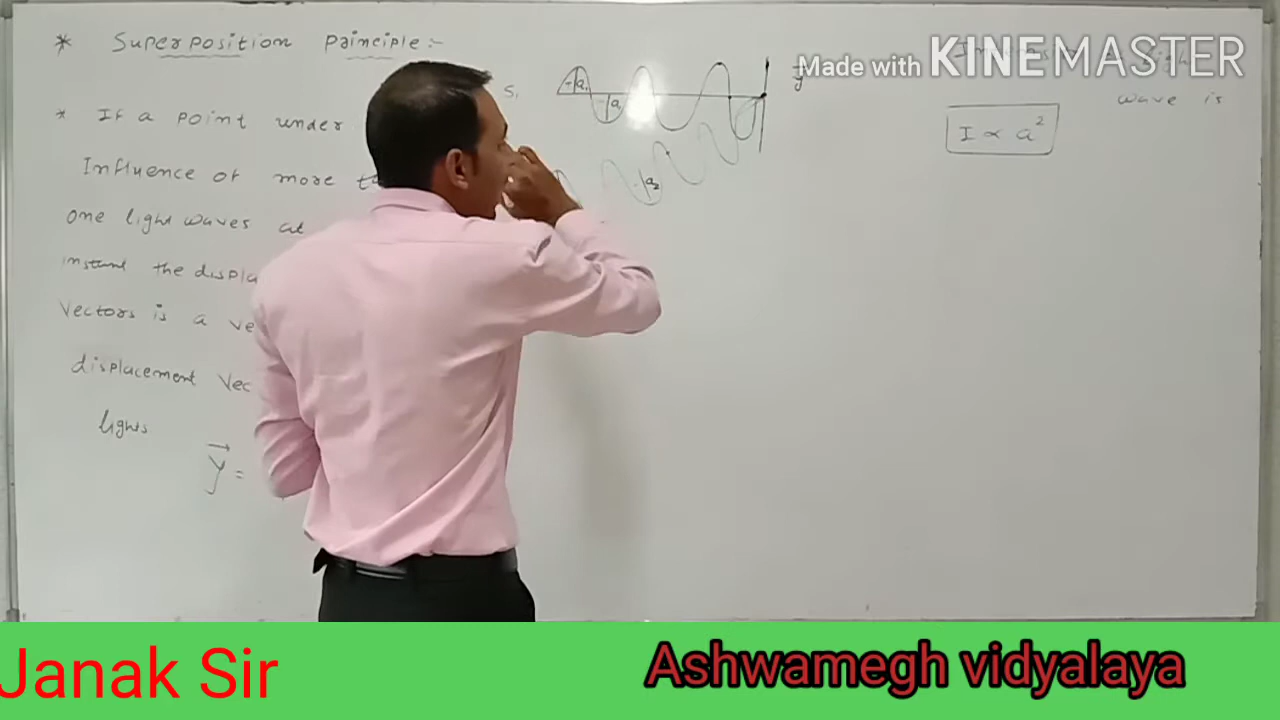 * Superposition Principle :-
* If a point under
Influence of more
one light waves at
instant the displa
vectors is a ve
displacement vec
lights
y =
S₁
a₁
a₁
a₂
y
wave is
I ∝ a²
Made with KINEMASTER
Janak Sir
Ashwamegh vidyalaya